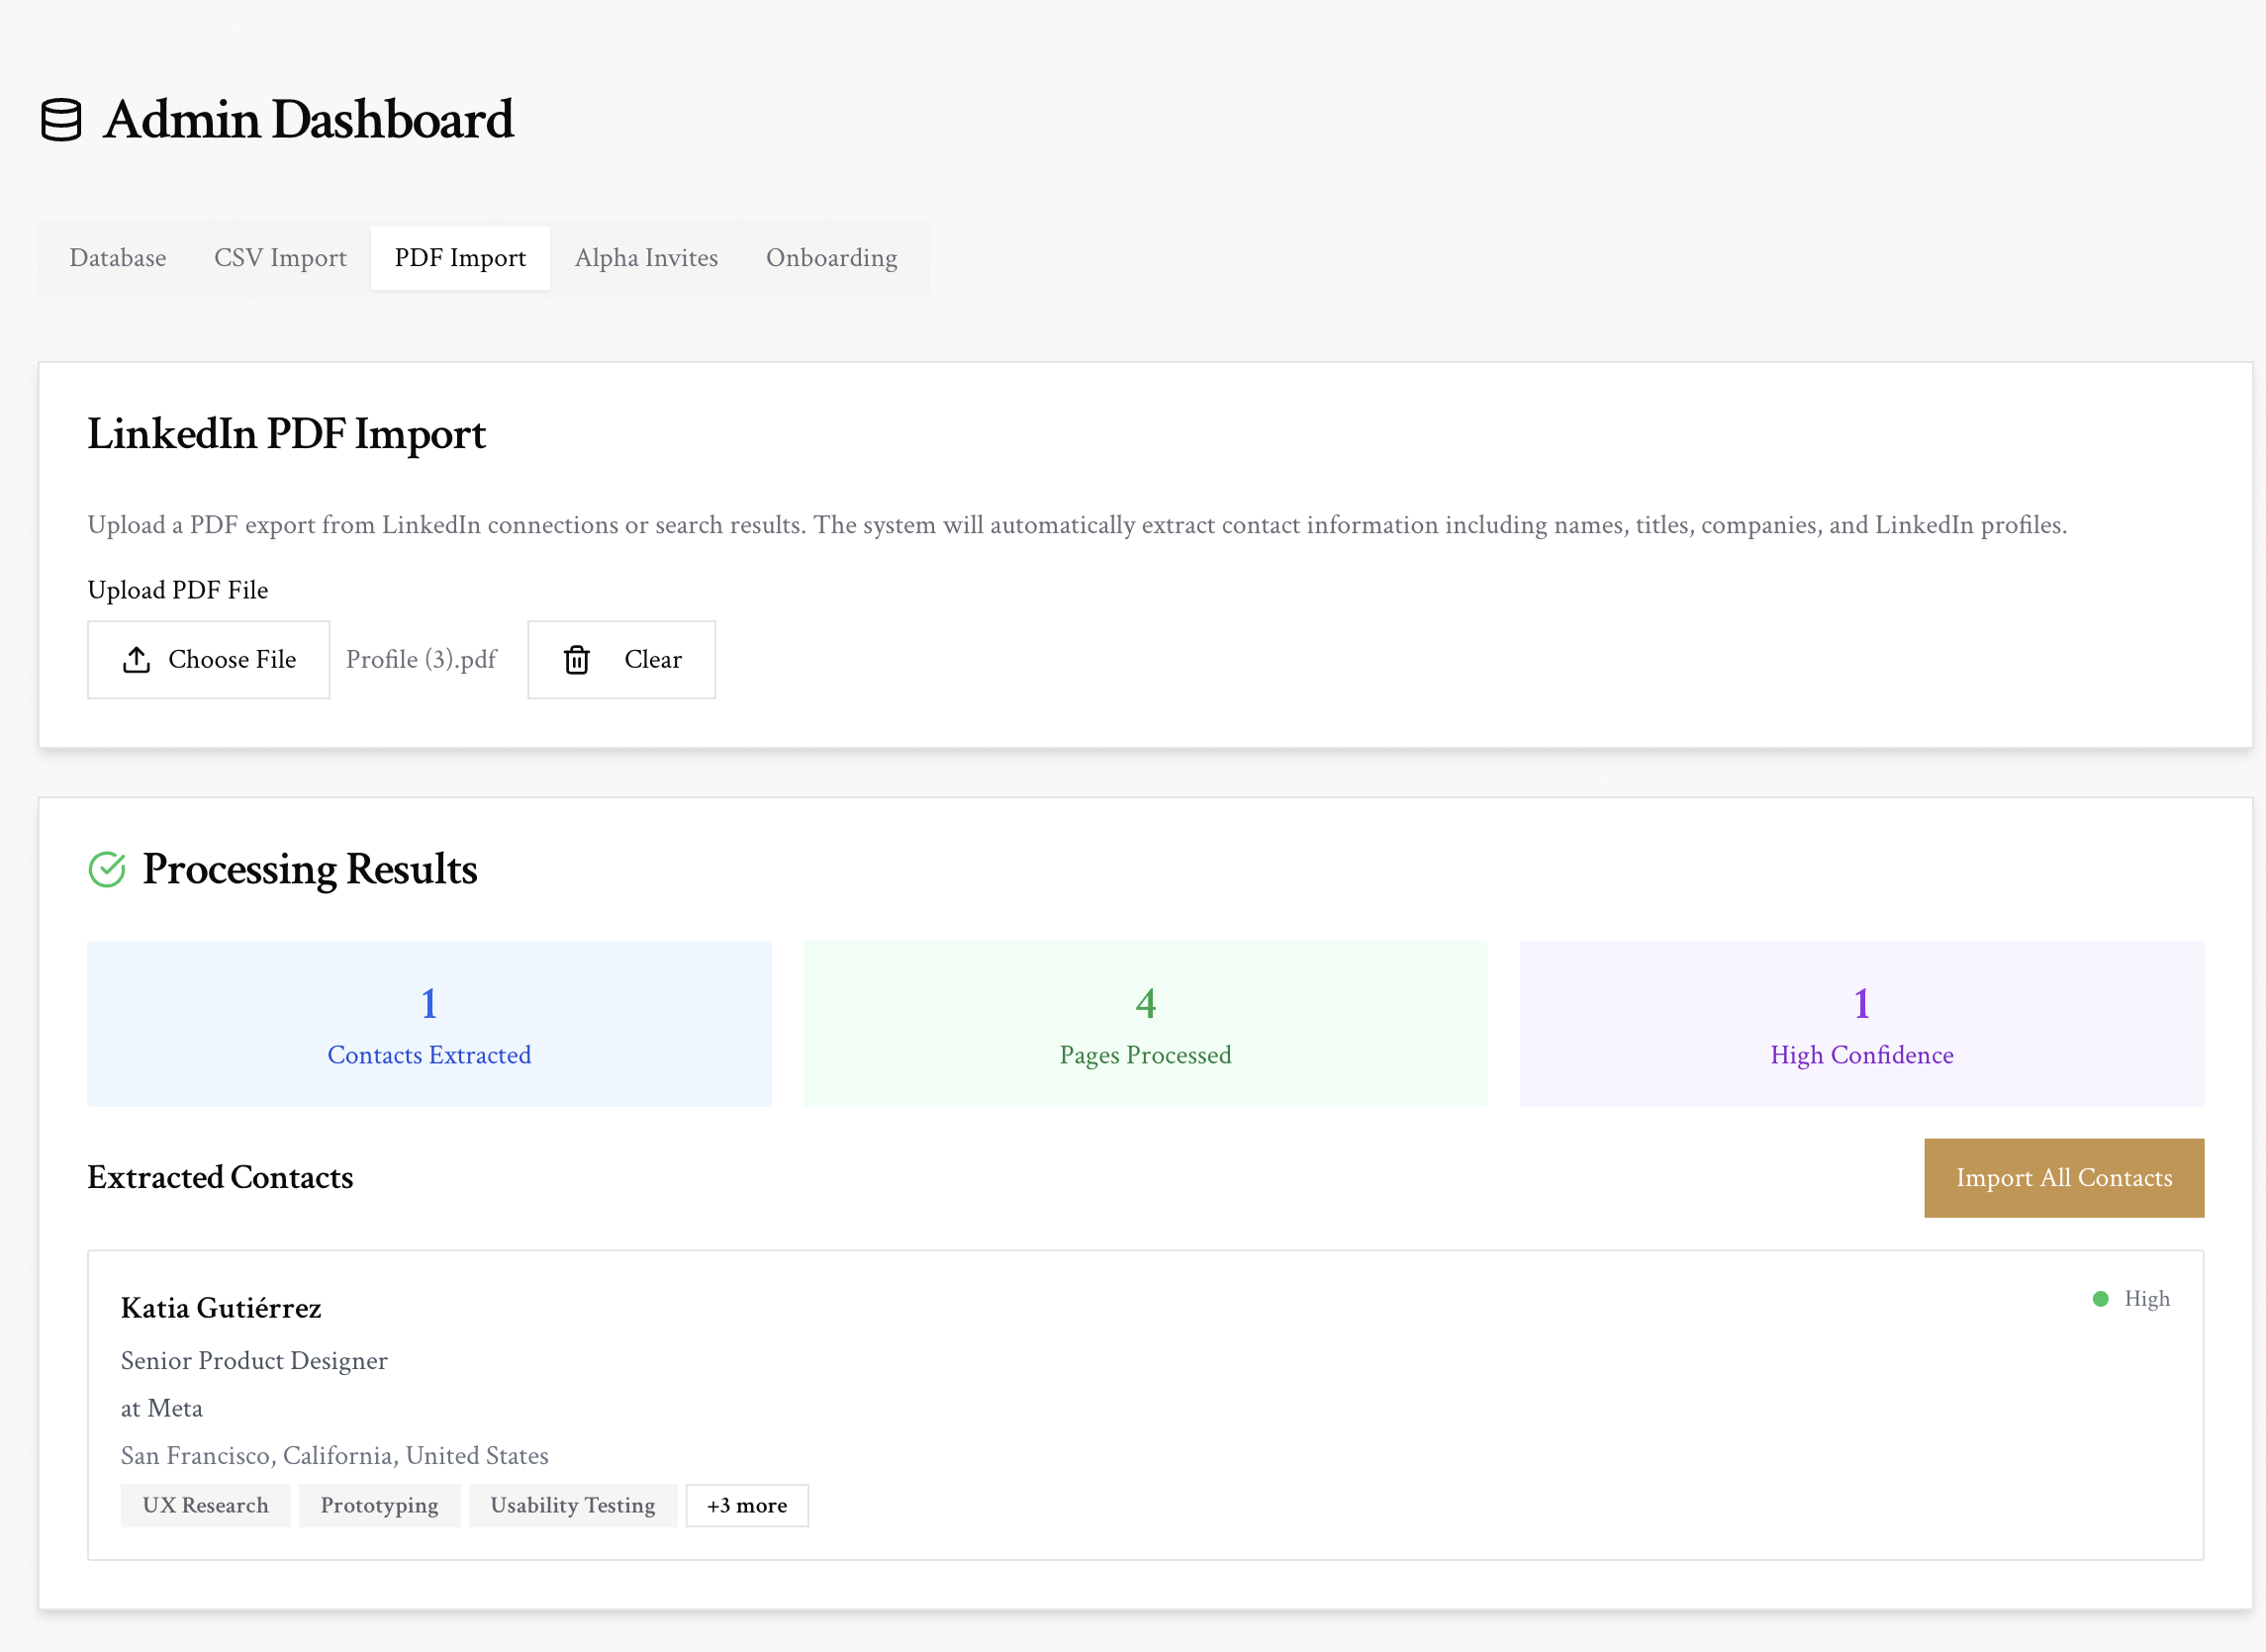 Admin Dashboard
Database CSV Import PDF Import Alpha Invites Onboarding
LinkedIn PDF Import
Upload a PDF export from LinkedIn connections or search results. The system will automatically extract contact information including names, titles, companies, and LinkedIn profiles.
Upload PDF File
Choose File Profile (3).pdf Clear
Processing Results
1
Contacts Extracted
4
Pages Processed
1
High Confidence
Extracted Contacts
Import All Contacts
Katia Gutiérrez
High
Senior Product Designer
at Meta
San Francisco, California, United States
UX Research Prototyping Usability Testing +3 more